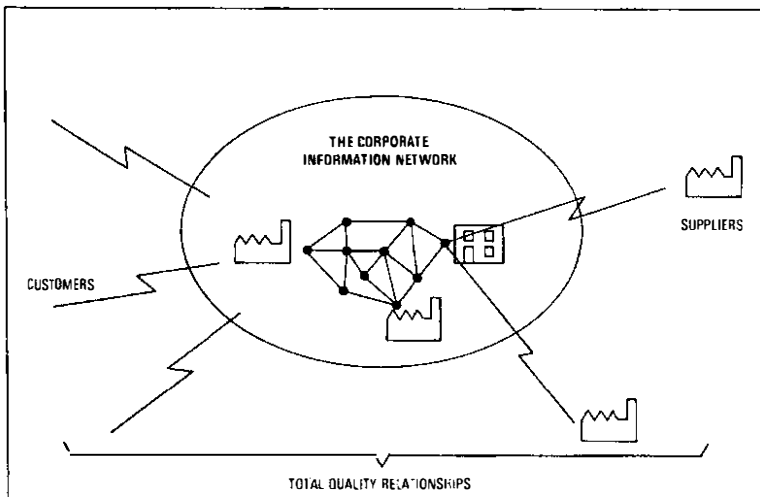 THE CORPORATE
INFORMATION NETWORK
SUPPLIERS
CUSTOMERS
TOTAL QUALITY RELATIONSHIPS